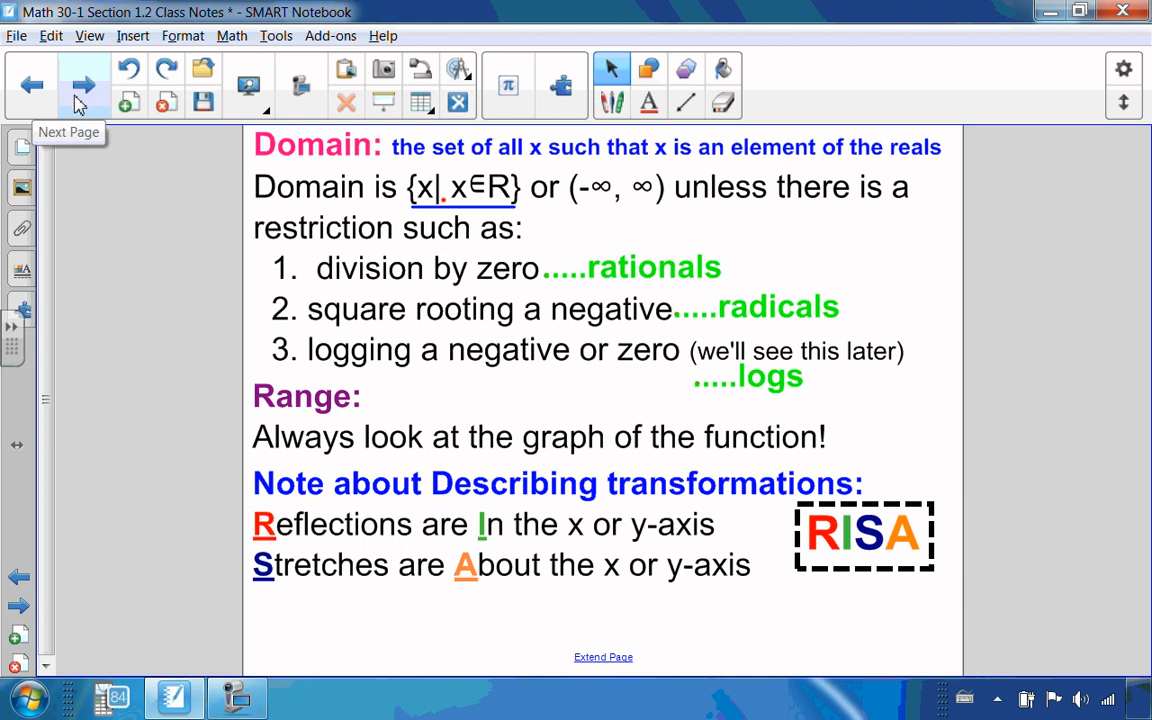 Math 30-1 Section 1.2 Class Notes * - SMART Notebook
File Edit View Insert Format Math Tools Add-ons Help
Next Page
Domain: the set of all x such that x is an element of the reals
Domain is {x| x∈R} or (-∞, ∞) unless there is a
restriction such as:
1. division by zero.....rationals
2. square rooting a negative.....radicals
3. logging a negative or zero (we'll see this later)
.....logs
Range:
Always look at the graph of the function!
Note about Describing transformations:
Reflections are In the x or y-axis
RISA
Stretches are About the x or y-axis
Extend Page
84